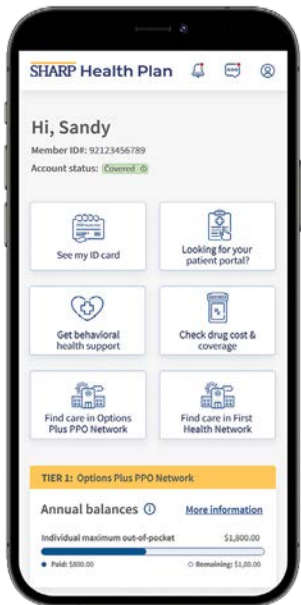 SHARP Health Plan
Hi, Sandy
Member ID#: 92123456789
Account status: Covered
See my ID card
Looking for your
patient portal?
Get behavioral
health support
Check drug cost &
coverage
Find care in Options
Plus PPO Network
Find care in First
Health Network
TIER 1: Options Plus PPO Network
Annual balances
More information
Individual maximum out-of-pocket
$1,800.00
Paid: $800.00
Remaining: $1,00.00